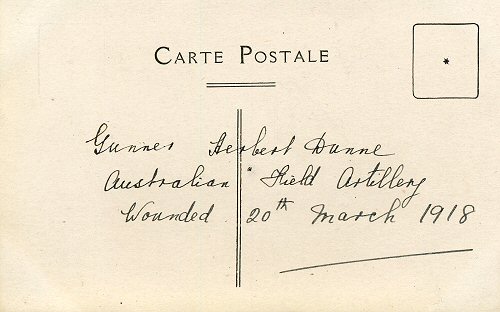 CARTE POSTALE
Gunner Herbert Dunne
Australian Field Artillery
Wounded 20th March 1918